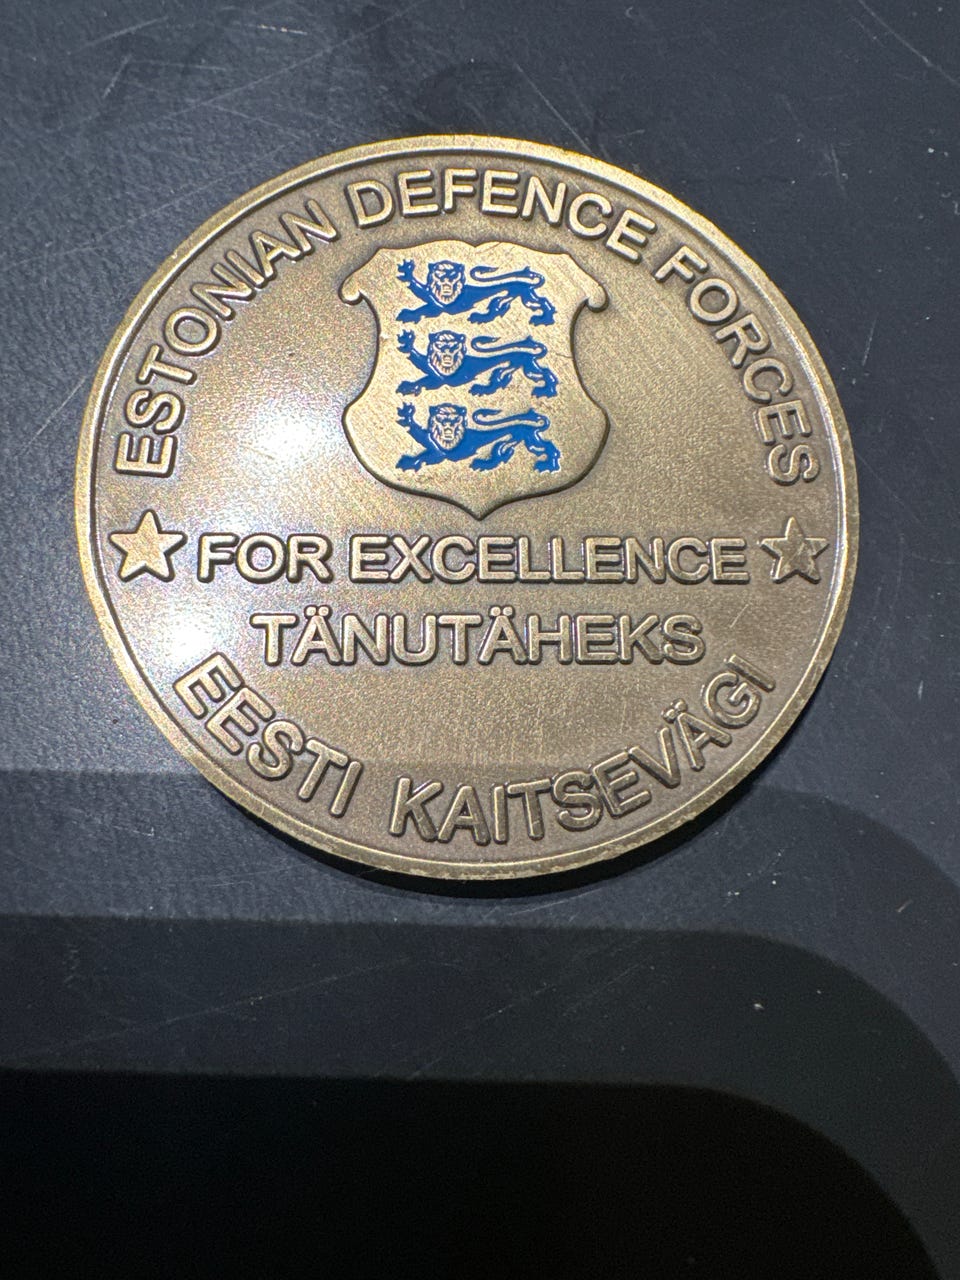 ESTONIAN DEFENCE FORCES
FOR EXCELLENCE
TÄNUTÄHEKS
EESTI KAITSEVÄGI